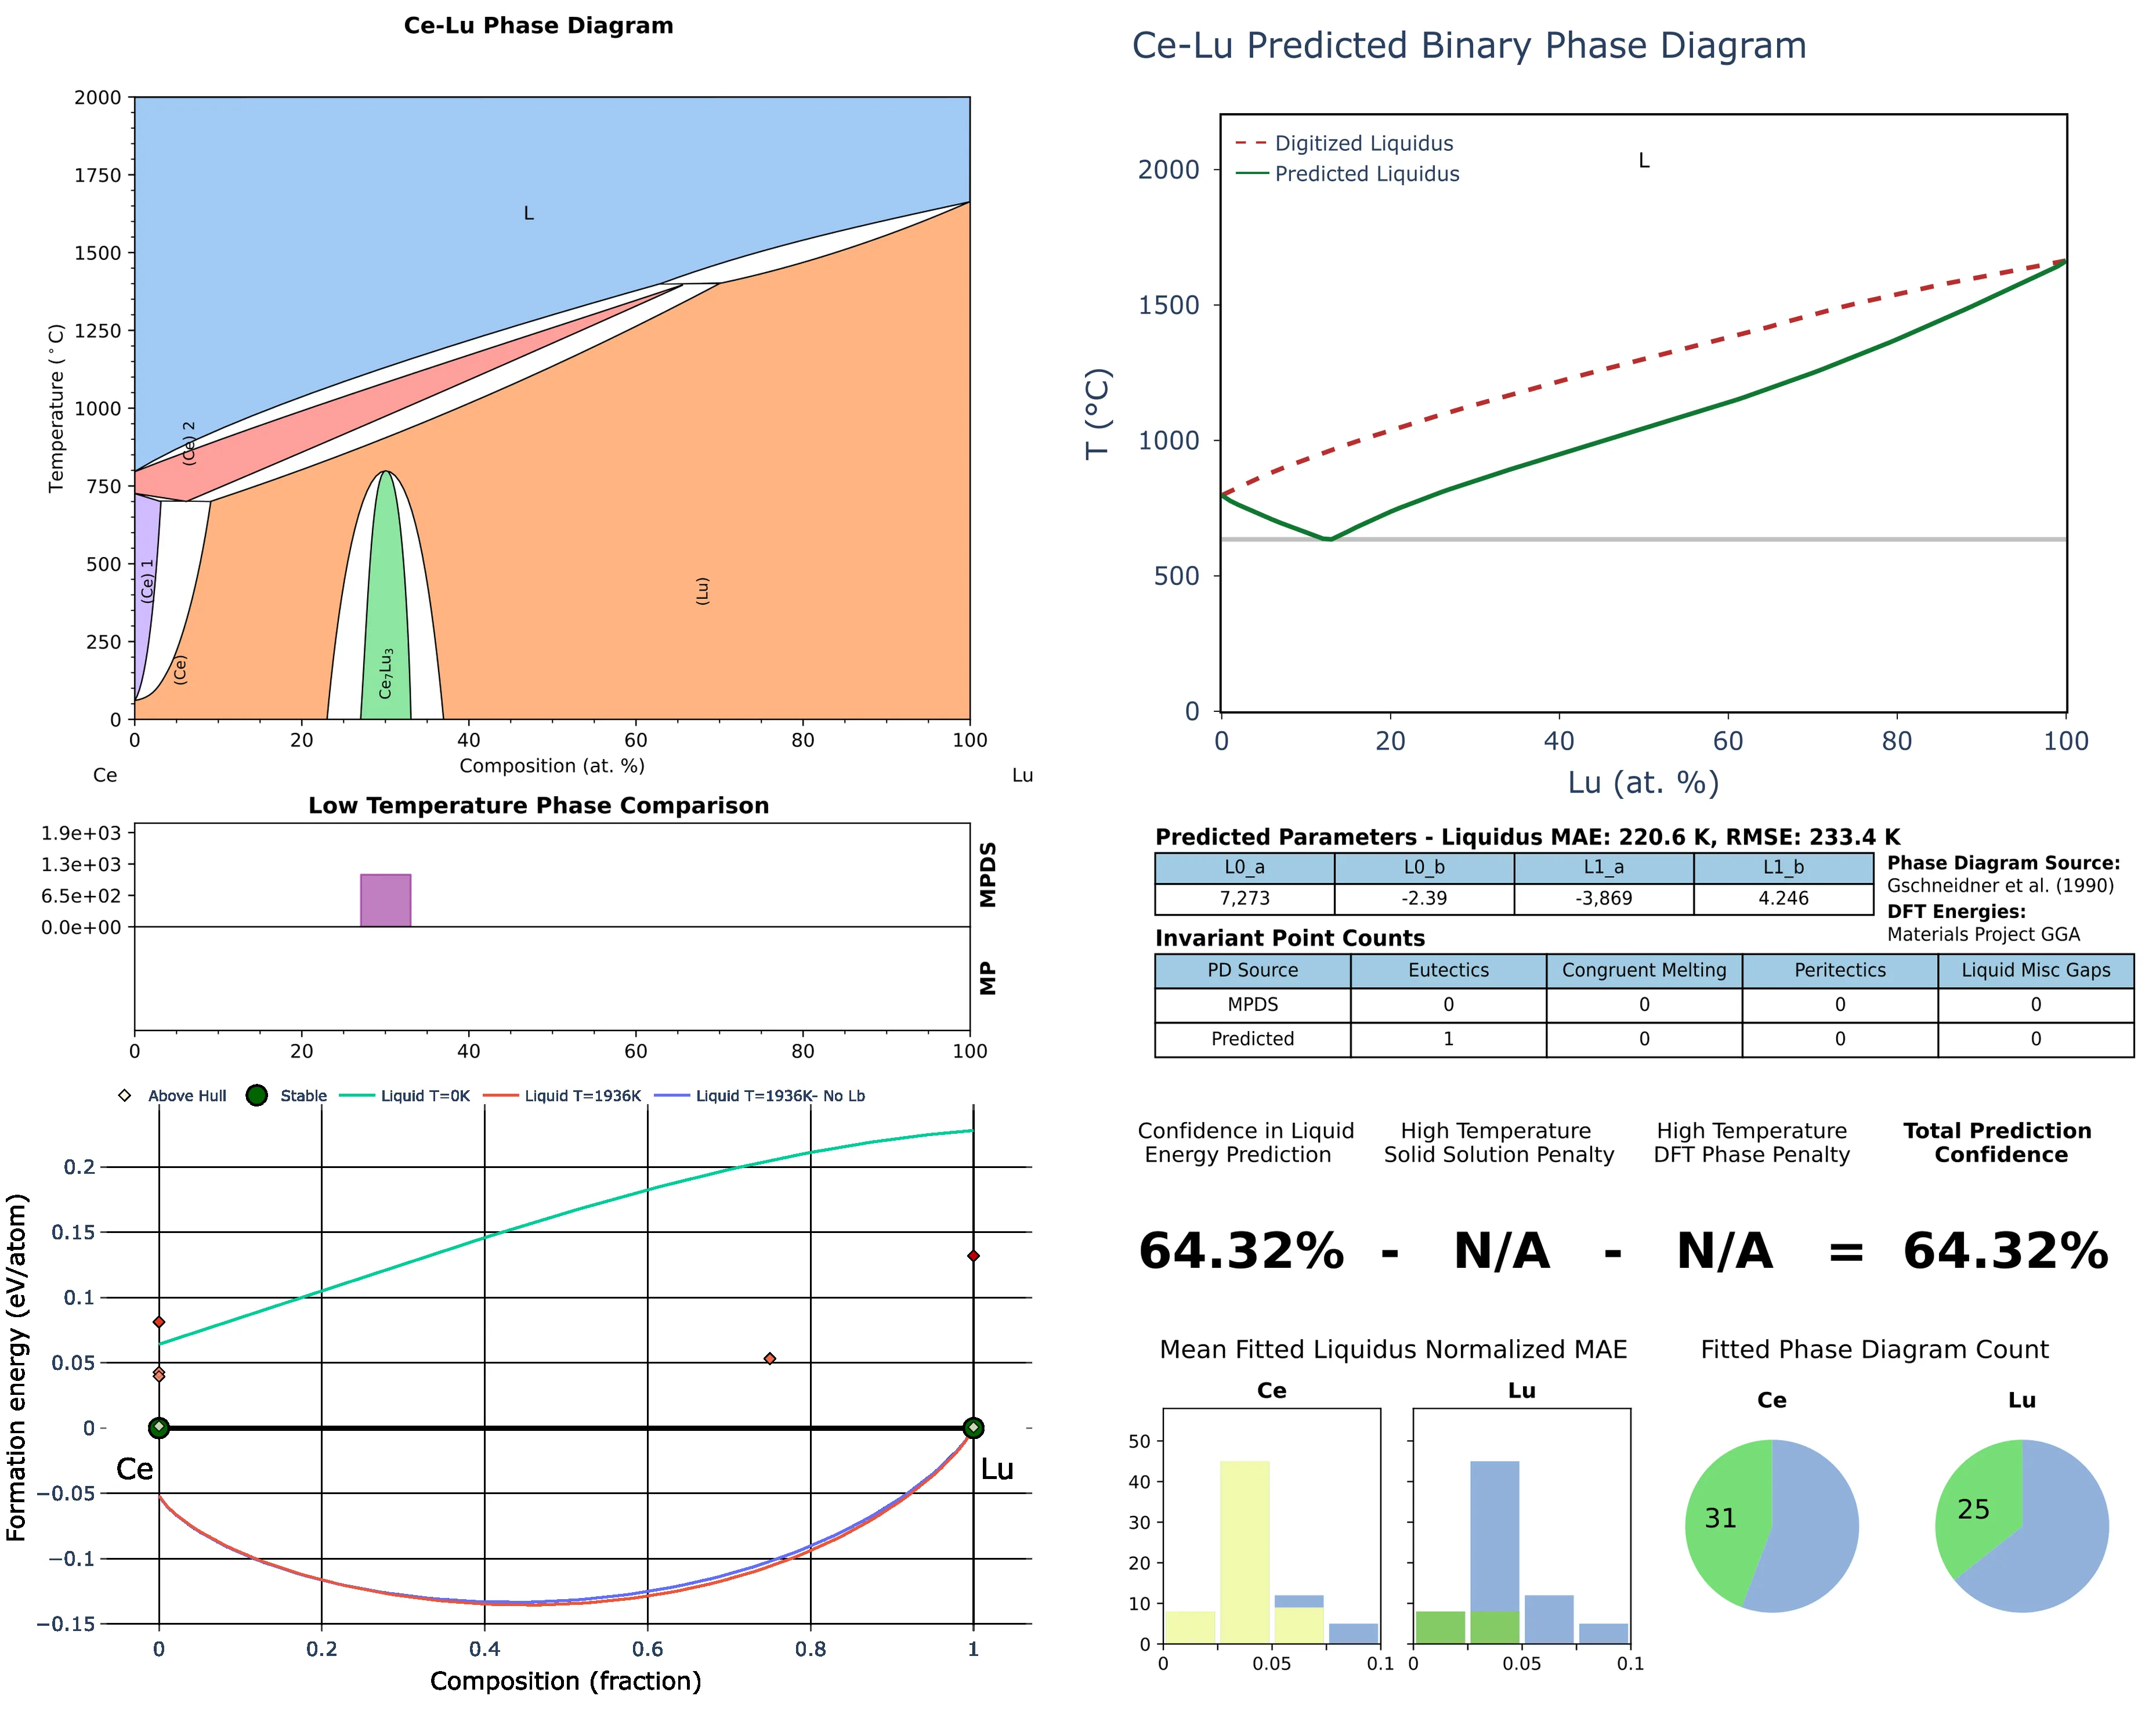 Ce-Lu Phase Diagram
2000
1750
1500
1250
1000
750
500
250
0
Temperature (°C)
L
(Ce) 2
(Ce) 1
(Ce)
Ce7Lu3
(Lu)
0 20 40 60 80 100
Composition (at. %)
Ce Lu
Low Temperature Phase Comparison
1.9e+03
1.3e+03
6.5e+02
0.0e+00
MPDS
MP
0 20 40 60 80 100
Above Hull Stable Liquid T=0K Liquid T=1936K Liquid T=1936K- No Lb
0.2
0.15
0.1
0.05
0
−0.05
−0.1
−0.15
Formation energy (eV/atom)
Ce Lu
0 0.2 0.4 0.6 0.8 1
Composition (fraction)
Ce-Lu Predicted Binary Phase Diagram
Digitized Liquidus
Predicted Liquidus
L
2000
1500
1000
500
0
T (°C)
0 20 40 60 80 100
Lu (at. %)
Predicted Parameters - Liquidus MAE: 220.6 K, RMSE: 233.4 K
L0_a L0_b L1_a L1_b
7,273 -2.39 -3,869 4.246
Phase Diagram Source:
Gschneidner et al. (1990)
DFT Energies:
Materials Project GGA
Invariant Point Counts
PD Source Eutectics Congruent Melting Peritectics Liquid Misc Gaps
MPDS 0 0 0 0
Predicted 1 0 0 0
Confidence in Liquid
Energy Prediction
High Temperature
Solid Solution Penalty
High Temperature
DFT Phase Penalty
Total Prediction
Confidence
64.32% - N/A - N/A = 64.32%
Mean Fitted Liquidus Normalized MAE
Ce Lu
50
40
30
20
10
0
0 0.05 0.1
0 0.05 0.1
Fitted Phase Diagram Count
Ce Lu
31 25